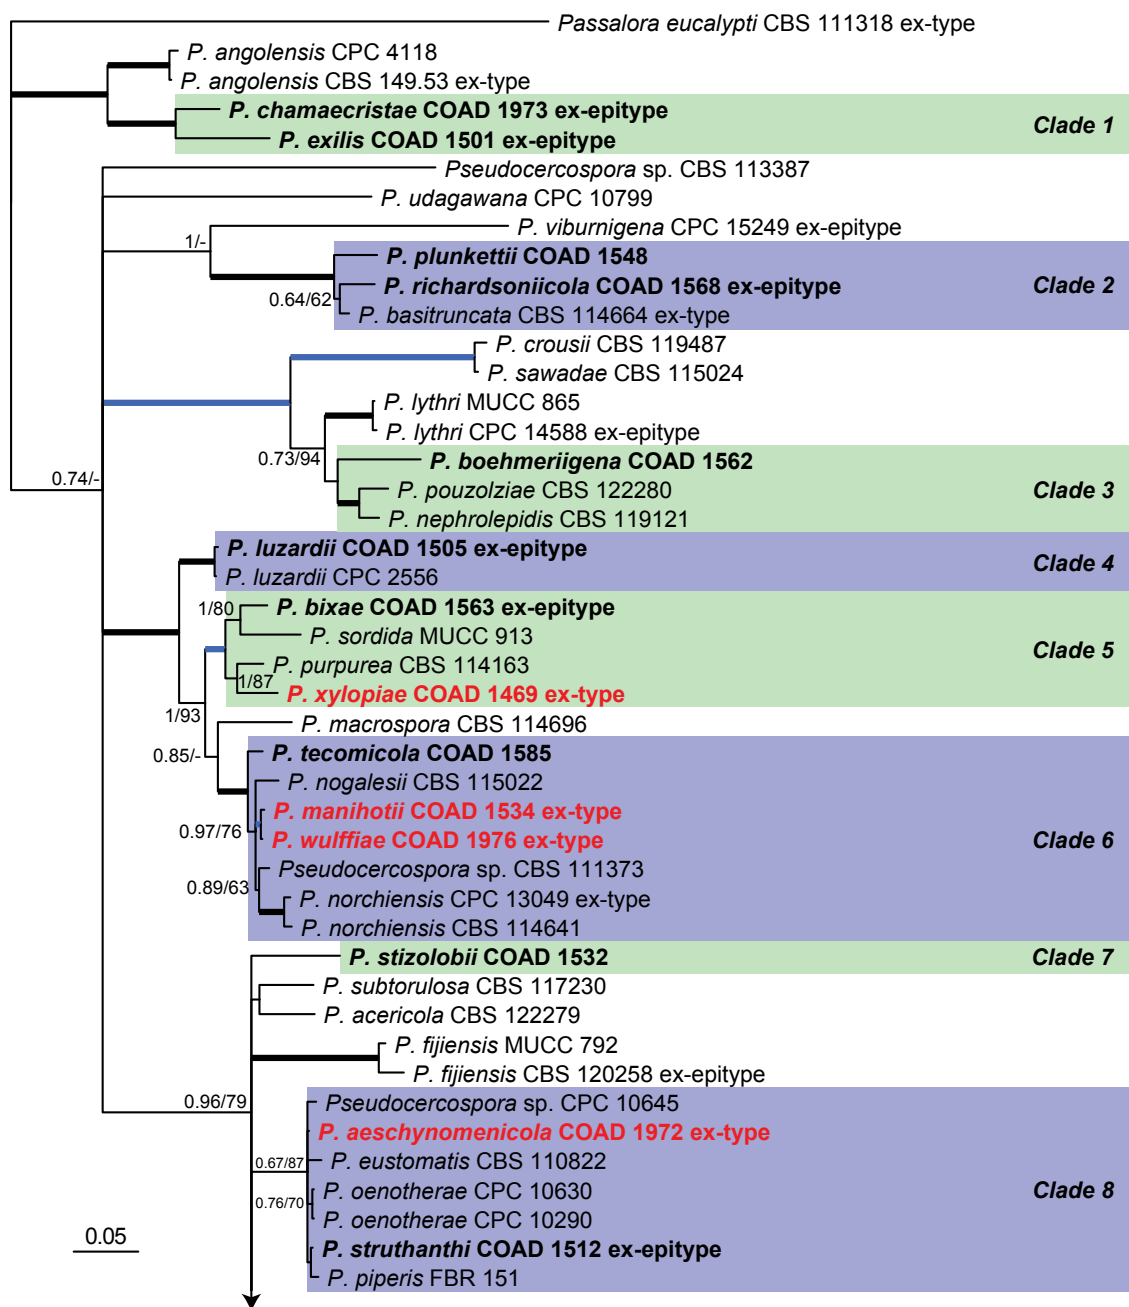 Passalora eucalypti CBS 111318 ex-type
P. angolensis CPC 4118
P. angolensis CBS 149.53 ex-type
P. chamaecristae COAD 1973 ex-epitype
Clade 1
P. exilis COAD 1501 ex-epitype
Pseudocercospora sp. CBS 113387
P. udagawana CPC 10799
P. viburnigena CPC 15249 ex-epitype
1/-
P. plunkettii COAD 1548
P. richardsoniicola COAD 1568 ex-epitype
Clade 2
0.64/62
P. basitruncata CBS 114664 ex-type
P. crousii CBS 119487
P. sawadae CBS 115024
P. lythri MUCC 865
P. lythri CPC 14588 ex-epitype
0.73/94
P. boehmeriigena COAD 1562
0.74/-
P. pouzolziae CBS 122280
Clade 3
P. nephrolepidis CBS 119121
P. luzardii COAD 1505 ex-epitype
Clade 4
P. luzardii CPC 2556
1/80
P. bixae COAD 1563 ex-epitype
P. sordida MUCC 913
Clade 5
P. purpurea CBS 114163
1/87
P. xylopiae COAD 1469 ex-type
1/93
P. macrospora CBS 114696
0.85/-
P. tecomicola COAD 1585
P. nogalesii CBS 115022
P. manihotii COAD 1534 ex-type
0.97/76
P. wulffiae COAD 1976 ex-type
Clade 6
Pseudocercospora sp. CBS 111373
0.89/63
P. norchiensis CPC 13049 ex-type
P. norchiensis CBS 114641
P. stizolobii COAD 1532
Clade 7
P. subtorulosa CBS 117230
P. acericola CBS 122279
P. fijiensis MUCC 792
P. fijiensis CBS 120258 ex-epitype
0.96/79
Pseudocercospora sp. CPC 10645
P. aeschynomenicola COAD 1972 ex-type
0.67/87
P. eustomatis CBS 110822
P. oenotherae CPC 10630
Clade 8
0.76/70
P. oenotherae CPC 10290
0.05
P. struthanthi COAD 1512 ex-epitype
P. piperis FBR 151